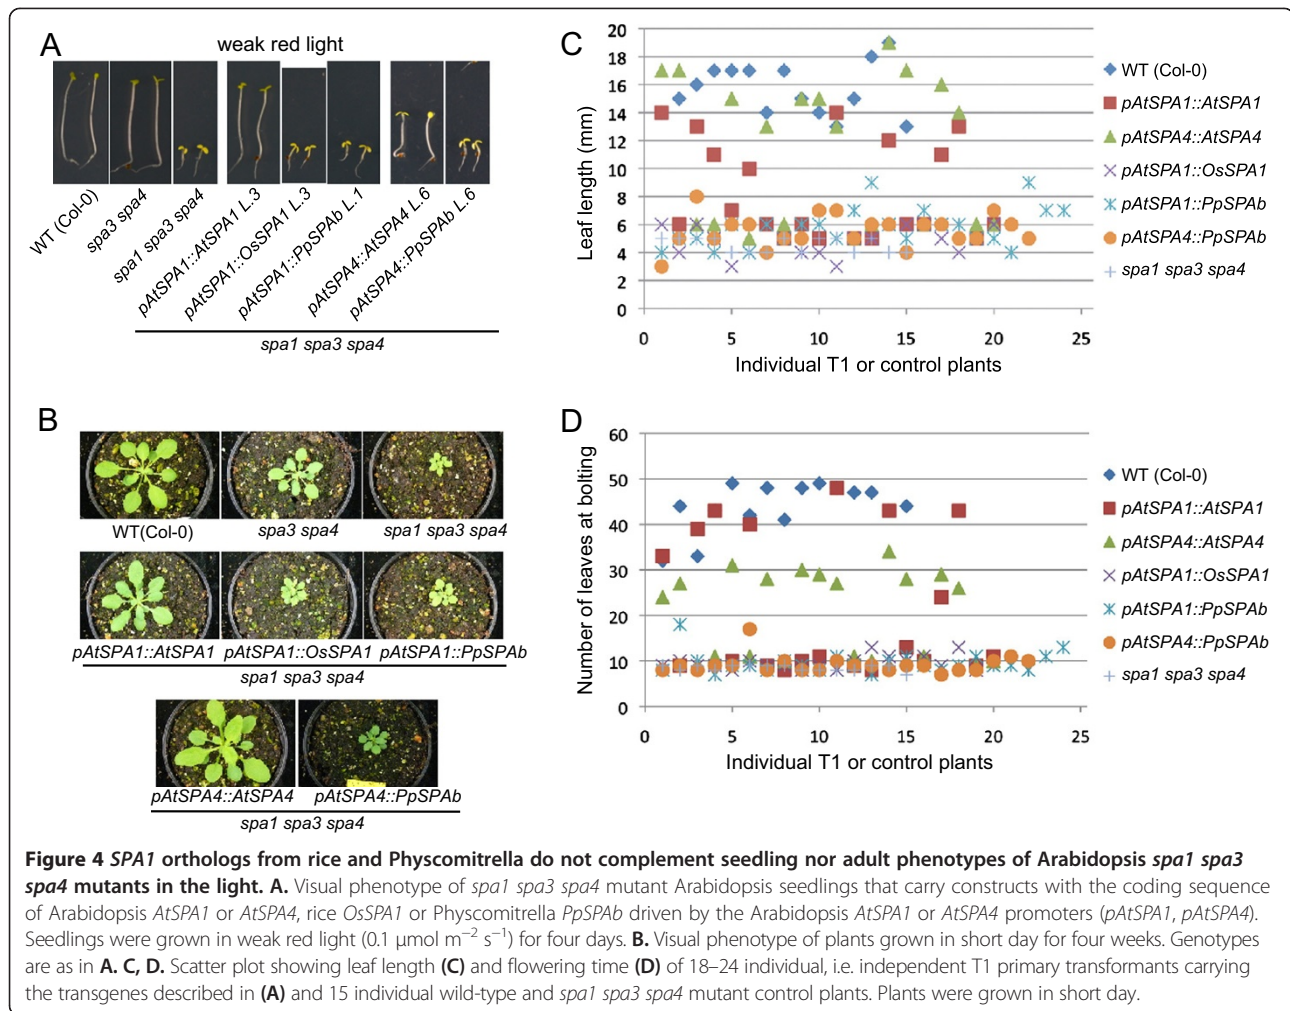 A
weak red light
WT (Col-0)
spa3 spa4
spa1 spa3 spa4
pAtSPA1::AtSPA1 L.3
pAtSPA1::OsSPA1 L.3
pAtSPA1::PpSPAb L.1
pAtSPA4::AtSPA4 L.6
pAtSPA4::PpSPAb L.6
spa1 spa3 spa4
C
Leaf length (mm)
20
18
16
14
12
10
8
6
4
2
0
0 5 10 15 20 25
Individual T1 or control plants
WT (Col-0)
pAtSPA1::AtSPA1
pAtSPA4::AtSPA4
pAtSPA1::OsSPA1
pAtSPA1::PpSPAb
pAtSPA4::PpSPAb
spa1 spa3 spa4
B
WT(Col-0) spa3 spa4 spa1 spa3 spa4
pAtSPA1::AtSPA1 pAtSPA1::OsSPA1 pAtSPA1::PpSPAb
spa1 spa3 spa4
pAtSPA4::AtSPA4 pAtSPA4::PpSPAb
spa1 spa3 spa4
D
Number of leaves at bolting
60
50
40
30
20
10
0
0 5 10 15 20 25
Individual T1 or control plants
WT (Col-0)
pAtSPA1::AtSPA1
pAtSPA4::AtSPA4
pAtSPA1::OsSPA1
pAtSPA1::PpSPAb
pAtSPA4::PpSPAb
spa1 spa3 spa4
Figure 4 SPA1 orthologs from rice and Physcomitrella do not complement seedling nor adult phenotypes of Arabidopsis spa1 spa3
spa4 mutants in the light. A. Visual phenotype of spa1 spa3 spa4 mutant Arabidopsis seedlings that carry constructs with the coding sequence
of Arabidopsis AtSPA1 or AtSPA4, rice OsSPA1 or Physcomitrella PpSPAb driven by the Arabidopsis AtSPA1 or AtSPA4 promoters (pAtSPA1, pAtSPA4).
Seedlings were grown in weak red light (0.1 μmol m⁻² s⁻¹) for four days. B. Visual phenotype of plants grown in short day for four weeks. Genotypes
are as in A. C, D. Scatter plot showing leaf length (C) and flowering time (D) of 18–24 individual, i.e. independent T1 primary transformants carrying
the transgenes described in (A) and 15 individual wild-type and spa1 spa3 spa4 mutant control plants. Plants were grown in short day.